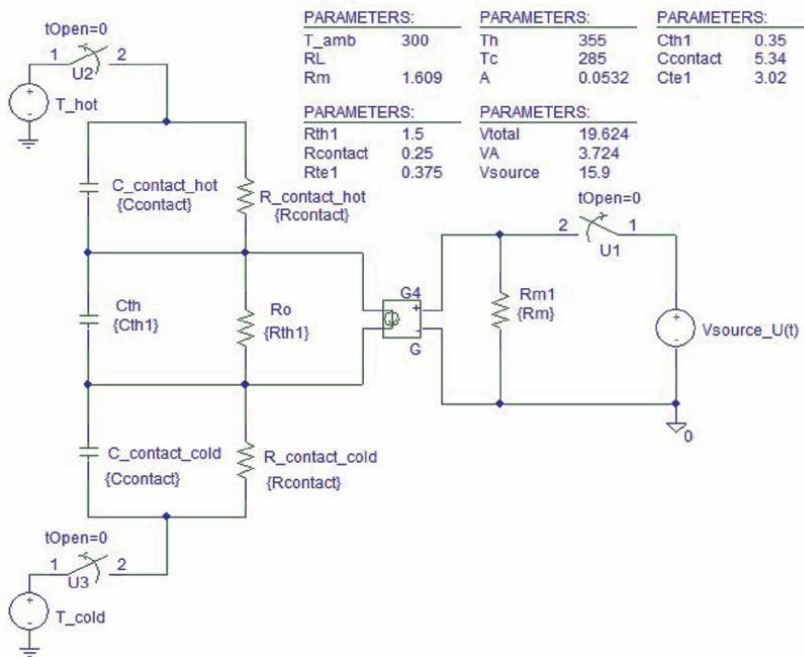 PARAMETERS:
T_amb 300
RL
Rm 1.609
PARAMETERS:
Th 355
Tc 285
A 0.0532
PARAMETERS:
Cth1 0.35
Ccontact 5.34
Cte1 3.02
PARAMETERS:
Rth1 1.5
Rcontact 0.25
Rte1 0.375
PARAMETERS:
Vtotal 19.624
VA 3.724
Vsource 15.9
tOpen=0
1 2
U2
+
-
T_hot
C_contact_hot
{Ccontact}
R_contact_hot
{Rcontact}
tOpen=0
2 1
U1
Cth
{Cth1}
Ro
{Rth1}
G4
+
-
G
Rm1
{Rm}
+
-
Vsource_U(t)
0
C_contact_cold
{Ccontact}
R_contact_cold
{Rcontact}
tOpen=0
1 2
U3
+
-
T_cold